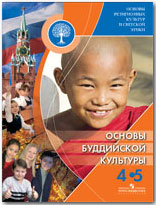 ОСНОВЫ
РЕЛИГИОЗНЫХ
КУЛЬТУР
И СВЕТСКОЙ
ЭТИКИ
ОСНОВЫ
БУДДИЙСКОЙ
КУЛЬТУРЫ
4•5